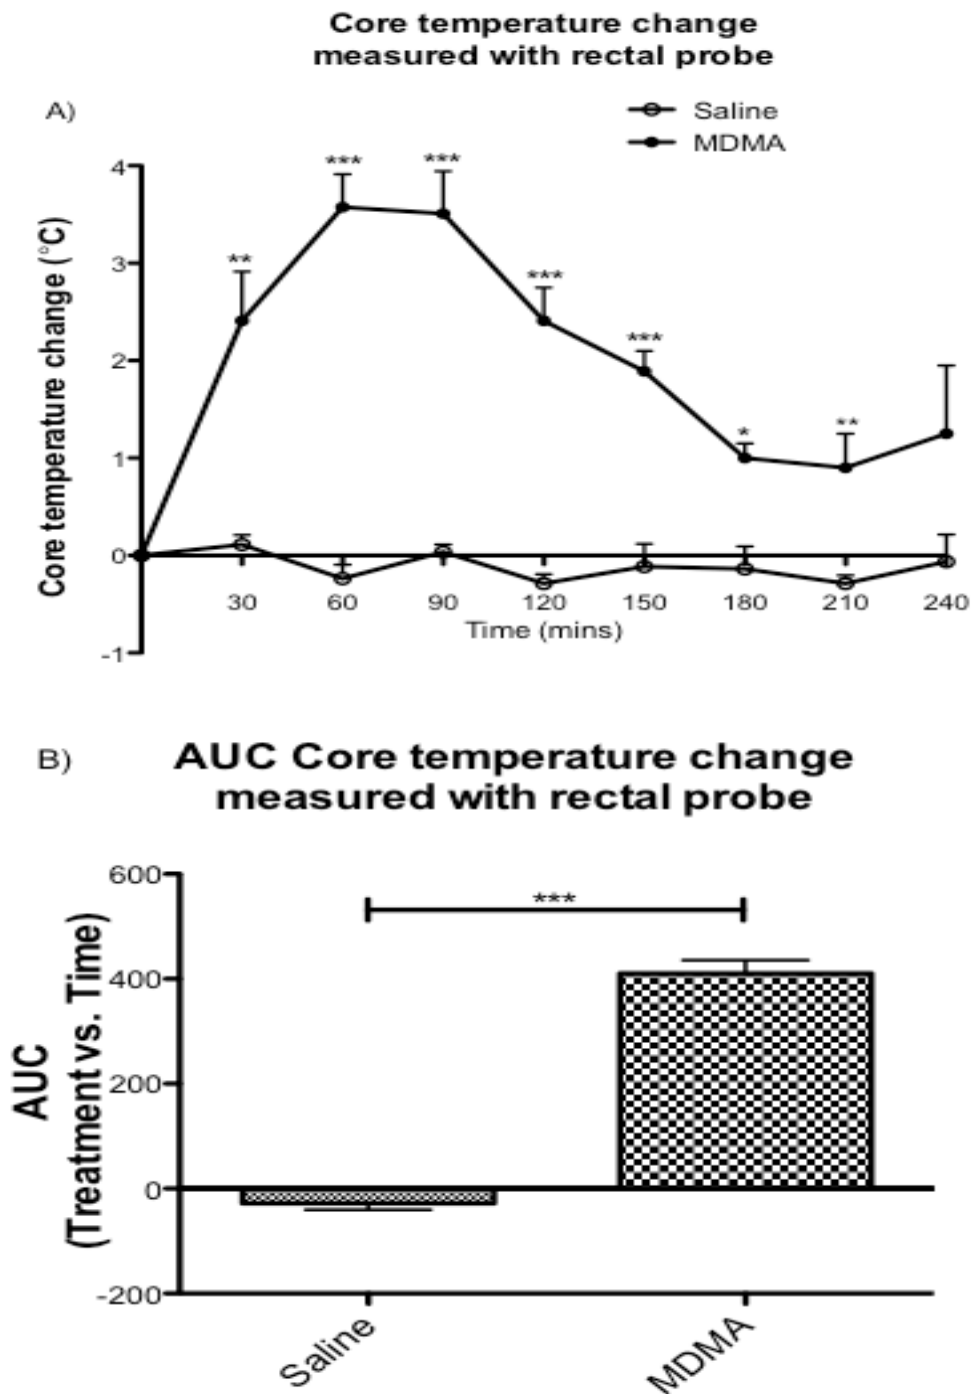 Core temperature change
measured with rectal probe
A)
Saline
MDMA
Core temperature change (°C)
4
3
2
1
0
-1
**
***
***
***
***
*
**
30 60 90 120 150 180 210 240
Time (mins)
B)
AUC Core temperature change
measured with rectal probe
AUC
(Treatment vs. Time)
600
400
200
0
-200
***
Saline
MDMA